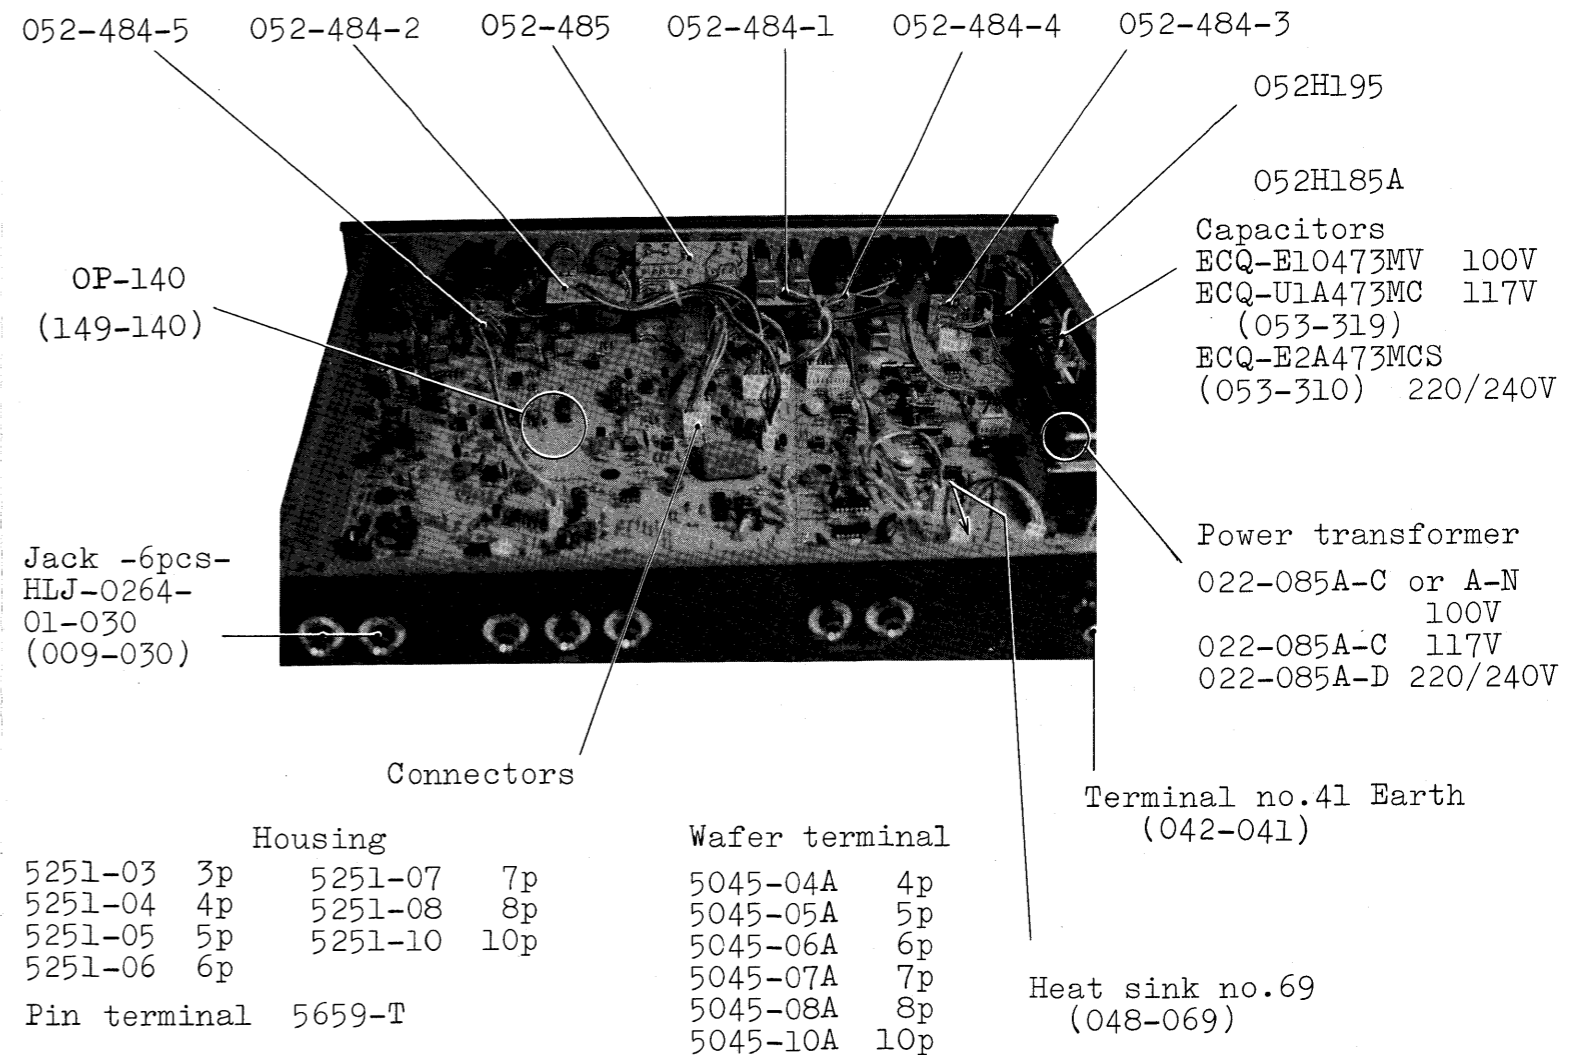 052-484-5 052-484-2 052-485 052-484-1 052-484-4 052-484-3
052H195
052H185A
Capacitors
ECQ-E10473MV 100V
ECQ-U1A473MC 117V
(053-319)
ECQ-E2A473MCS
(053-310) 220/240V
OP-140
(149-140)
Power transformer
022-085A-C or A-N
100V
022-085A-C 117V
022-085A-D 220/240V
Jack -6pcs-
HLJ-0264-
01-030
(009-030)
Connectors
Terminal no.41 Earth
(042-041)
Housing
5251-03 3p 5251-07 7p
5251-04 4p 5251-08 8p
5251-05 5p 5251-10 10p
5251-06 6p
Pin terminal 5659-T
Wafer terminal
5045-04A 4p
5045-05A 5p
5045-06A 6p
5045-07A 7p
5045-08A 8p
5045-10A 10p
Heat sink no.69
(048-069)